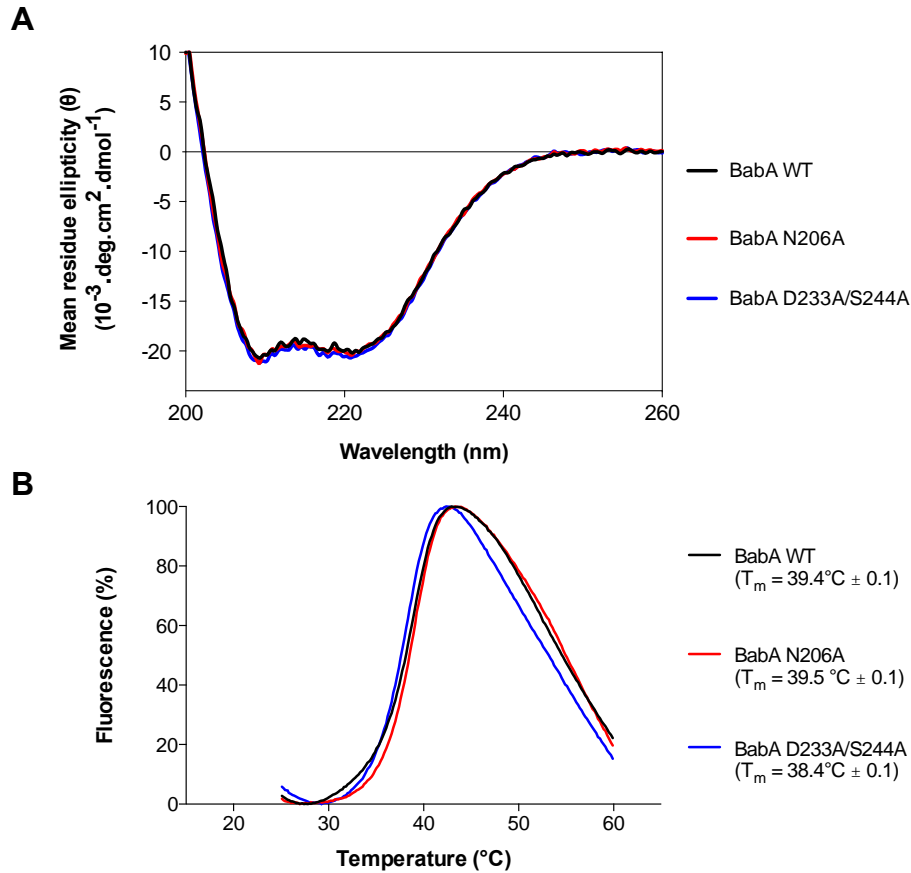 A
Mean residue ellipticity (θ)
(10⁻³.deg.cm².dmol⁻¹)
10
5
0
-5
-10
-15
-20
200
220
240
260
Wavelength (nm)
BabA WT
BabA N206A
BabA D233A/S244A
B
Fluorescence (%)
100
80
60
40
20
0
20
30
40
50
60
Temperature (°C)
BabA WT
(Tₘ = 39.4°C ± 0.1)
BabA N206A
(Tₘ = 39.5 °C ± 0.1)
BabA D233A/S244A
(Tₘ = 38.4°C ± 0.1)